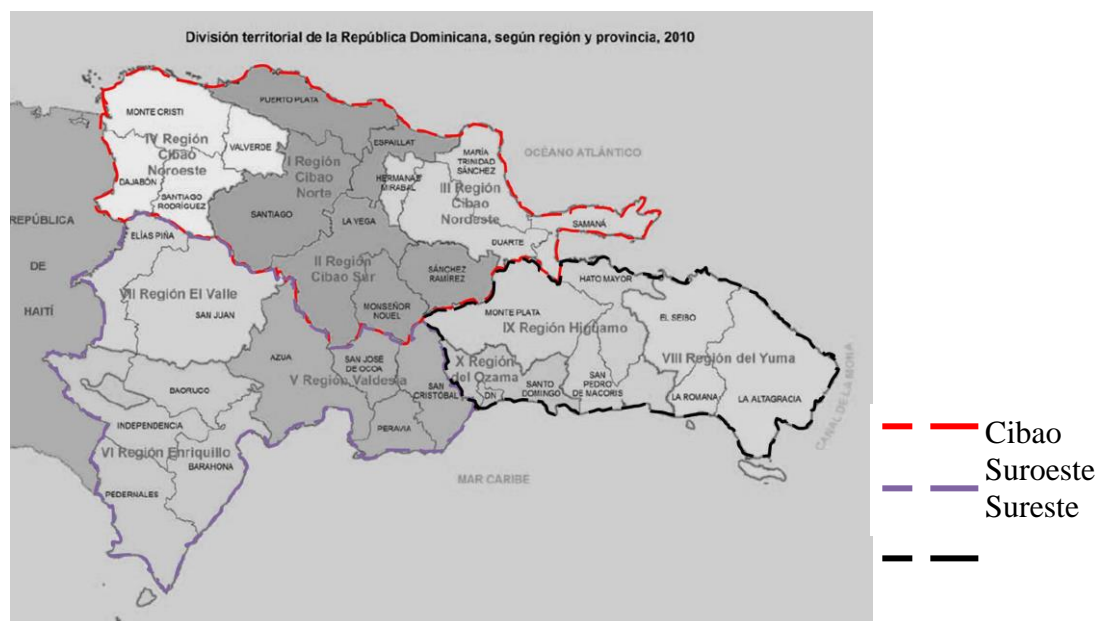 División territorial de la República Dominicana, según región y provincia, 2010
PUERTO PLATA
MONTE CRISTI
VALVERDE
IV Región
Cibao
Noroeste
ESPAILLAT
I Región
Cibao
Norte
MARÍA
TRINIDAD
SÁNCHEZ
OCÉANO ATLÁNTICO
DAJABÓN
SANTIAGO
RODRÍGUEZ
HERMANAS
MIRABAL
III Región
Cibao
Nordeste
SANTIAGO
LA VEGA
SAMANÁ
REPÚBLICA
DE
HAITÍ
ELÍAS PIÑA
DUARTE
II Región
Cibao Sur
SÁNCHEZ
RAMÍREZ
HATO MAYOR
VII Región El Valle
SAN JUAN
MONSEÑOR
NOUEL
MONTE PLATA
EL SEIBO
IX Región Higuamo
AZUA
SAN JOSÉ
DE OCOA
X Región
del Ozama
VIII Región del Yuma
V Región Valdesia
BAORUCO
SAN
CRISTÓBAL
DN
SANTO
DOMINGO
SAN
PEDRO
DE MACORIS
LA ROMANA
LA ALTAGRACIA
CANAL DE LA MONA
INDEPENDENCIA
PERAVIA
VI Región Enriquillo
BARAHONA
PEDERNALES
MAR CARIBE
Cibao
Suroeste
Sureste